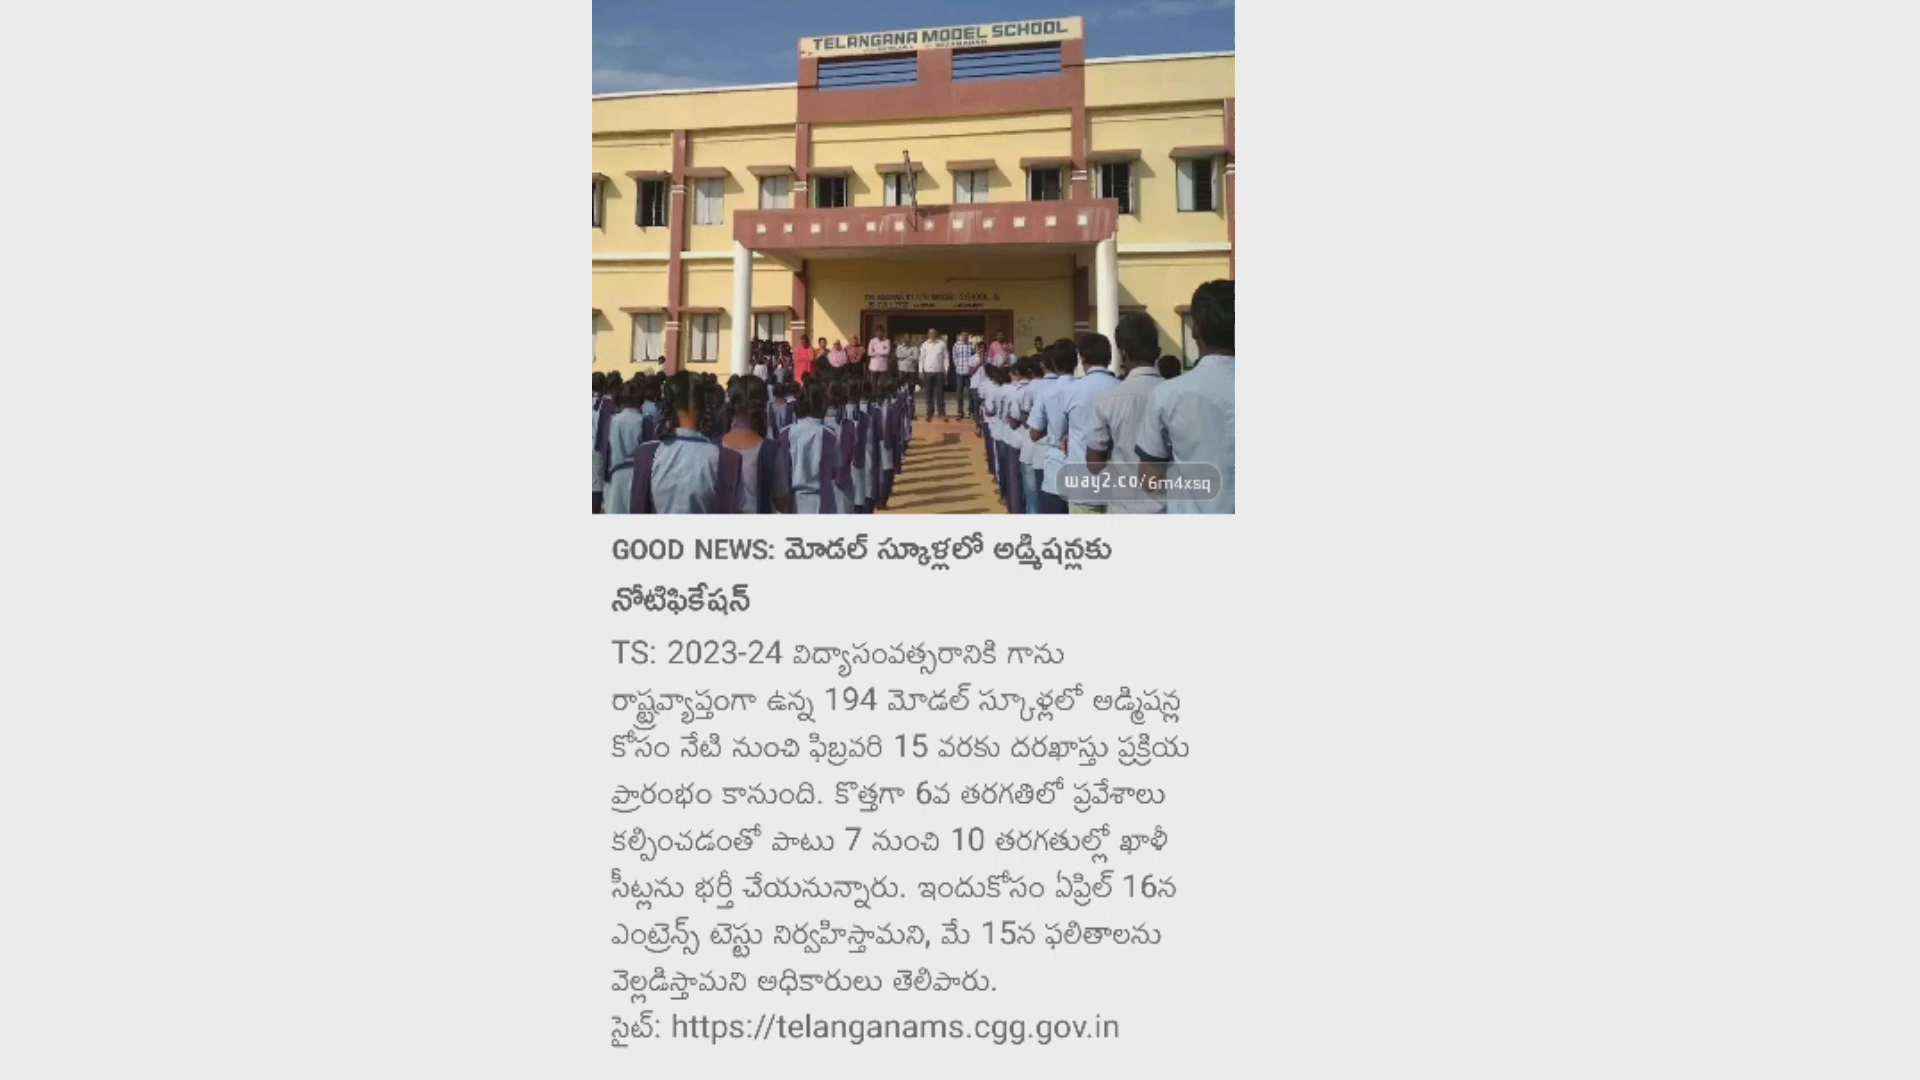 TELANGANA MODEL SCHOOL
way2.co/6m4xsq
GOOD NEWS: మోడల్ స్కూళ్లలో అడ్మిషన్లకు
నోటిఫికేషన్
TS: 2023-24 విద్యాసంవత్సరానికి గాను
రాష్ట్రవ్యాప్తంగా ఉన్న 194 మోడల్ స్కూళ్లలో అడ్మిషన్ల
కోసం నేటి నుంచి ఫిబ్రవరి 15 వరకు దరఖాస్తు ప్రక్రియ
ప్రారంభం కానుంది. కొత్తగా 6వ తరగతిలో ప్రవేశాలు
కల్పించడంతో పాటు 7 నుంచి 10 తరగతుల్లో ఖాళీ
సీట్లను భర్తీ చేయనున్నారు. ఇందుకోసం ఏప్రిల్ 16న
ఎంట్రెన్స్ టెస్టు నిర్వహిస్తామని, మే 15న ఫలితాలను
వెల్లడిస్తామని అధికారులు తెలిపారు.
సైట్: https://telanganams.cgg.gov.in